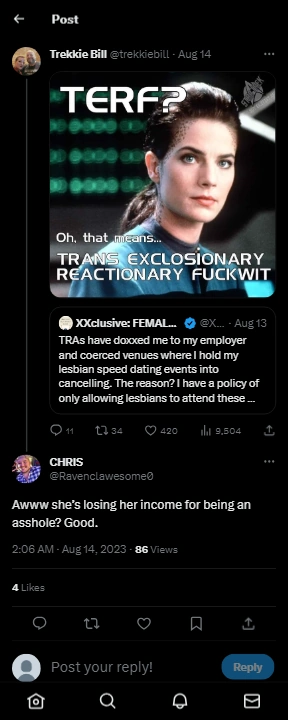 Post
Trekkie Bill @trekkiebill · Aug 14
TERF?
Oh, that means...
TRANS EXCLOSIONARY
REACTIONARY FUCKWIT
XXclusive: FEMAL... @X... · Aug 13
TRAs have doxxed me to my employer
and coerced venues where I hold my
lesbian speed dating events into
cancelling. The reason? I have a policy of
only allowing lesbians to attend these ...
11 34 420 9,504
CHRIS
@Ravenclawesome0
Awww she's losing her income for being an
asshole? Good.
2:06 AM · Aug 14, 2023 · 86 Views
4 Likes
Post your reply!
Reply